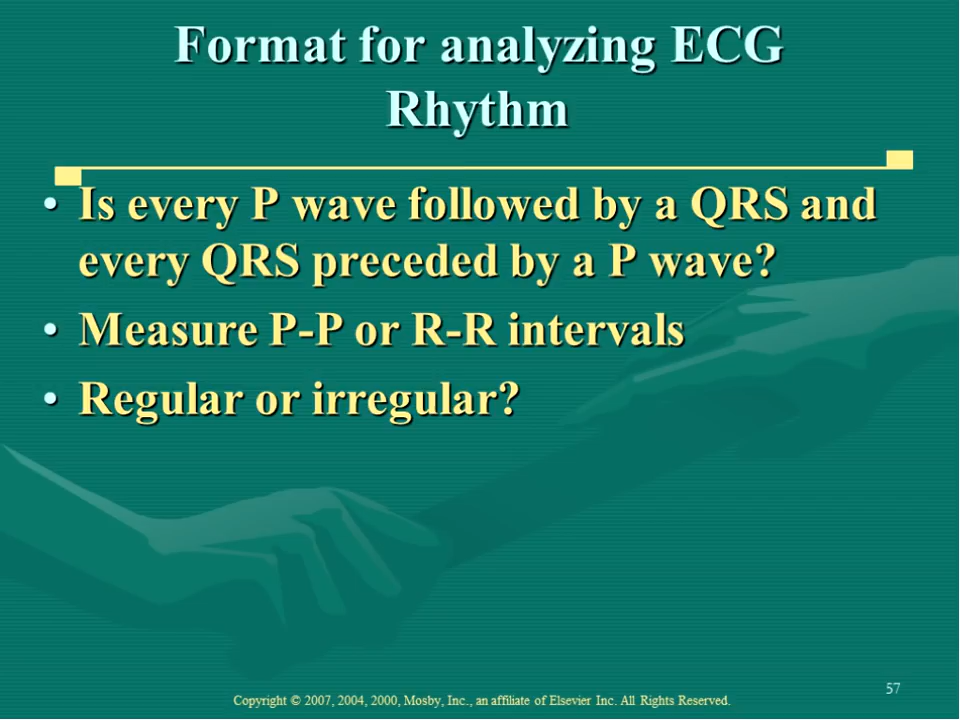 Format for analyzing ECG
Rhythm
• Is every P wave followed by a QRS and
every QRS preceded by a P wave?
• Measure P-P or R-R intervals
• Regular or irregular?
57
Copyright © 2007, 2004, 2000, Mosby, Inc., an affiliate of Elsevier Inc. All Rights Reserved.